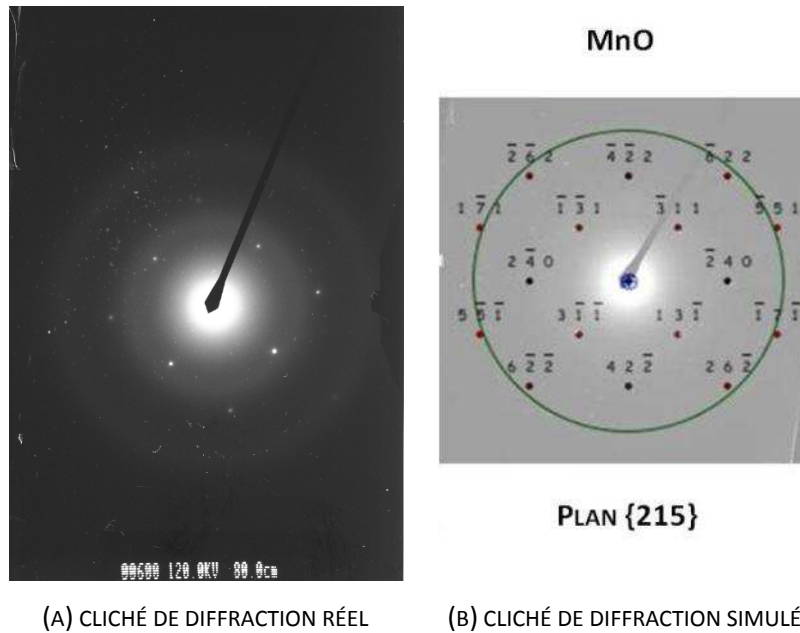 MnO
2̄ 6̄ 2 4̄ 2̄ 2 6̄ 2 2
1 7̄ 1 1̄ 3̄ 1 3̄ 1 1 5̄ 5 1
2 4̄ 0 2̄ 4 0
5 5̄ 1̄ 3 1̄ 1̄ 1 3 1̄ 1̄ 7 1̄
6 2̄ 2̄ 4 2 2̄ 2 6 2̄
PLAN {215}
00600 120.0KV 80.0cm
(A) CLICHÉ DE DIFFRACTION RÉEL
(B) CLICHÉ DE DIFFRACTION SIMULÉ